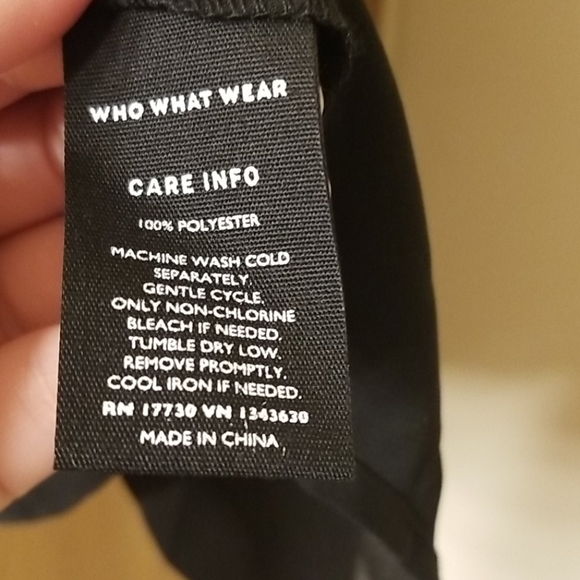 WHO WHAT WEAR
CARE INFO
100% POLYESTER
MACHINE WASH COLD
SEPARATELY.
GENTLE CYCLE.
ONLY NON-CHLORINE
BLEACH IF NEEDED.
TUMBLE DRY LOW.
REMOVE PROMPTLY.
COOL IRON IF NEEDED.
RN 17730 VN 1343630
MADE IN CHINA